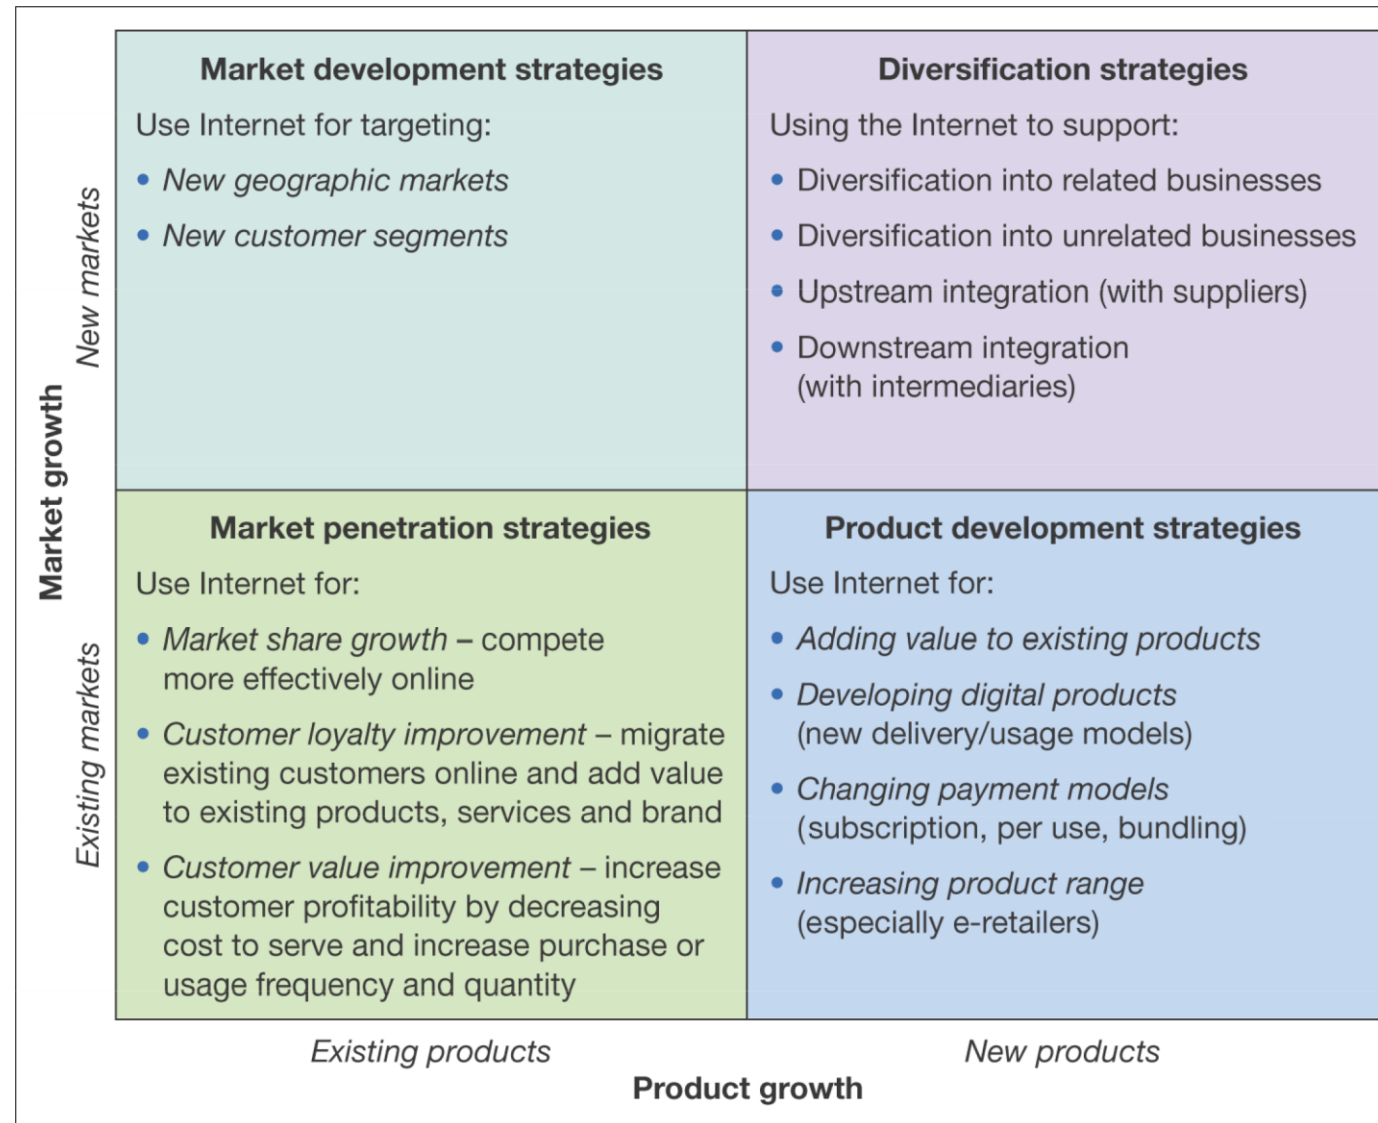 Market development strategies
Use Internet for targeting:
• New geographic markets
• New customer segments
Diversification strategies
Using the Internet to support:
• Diversification into related businesses
• Diversification into unrelated businesses
• Upstream integration (with suppliers)
• Downstream integration
(with intermediaries)
New markets
Market growth
Existing markets
Market penetration strategies
Use Internet for:
• Market share growth – compete
more effectively online
• Customer loyalty improvement – migrate
existing customers online and add value
to existing products, services and brand
• Customer value improvement – increase
customer profitability by decreasing
cost to serve and increase purchase or
usage frequency and quantity
Product development strategies
Use Internet for:
• Adding value to existing products
• Developing digital products
(new delivery/usage models)
• Changing payment models
(subscription, per use, bundling)
• Increasing product range
(especially e-retailers)
Existing products
New products
Product growth